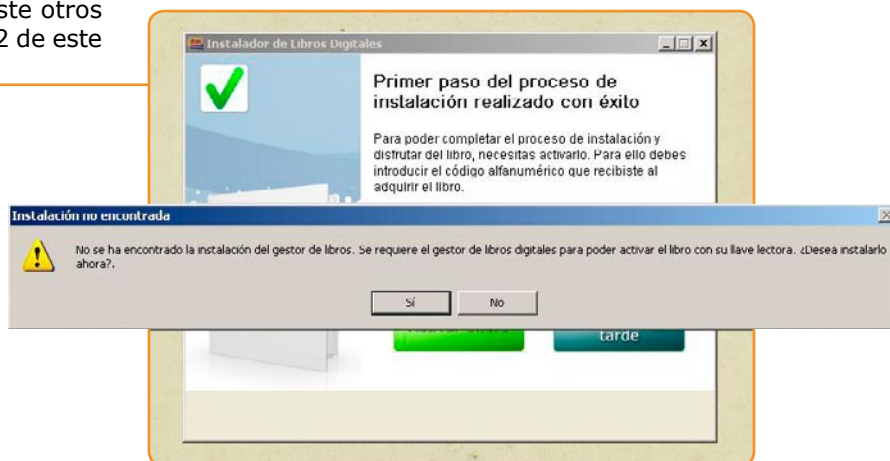 ste otros
2 de este
Instalador de Libros Digitales
Primer paso del proceso de
instalación realizado con éxito
Para poder completar el proceso de instalación y
disfrutar del libro, necesitas activarlo. Para ello debes
introducir el código alfanumérico que recibiste al
adquirir el libro.
Instalación no encontrada
No se ha encontrado la instalación del gestor de libros. Se requiere el gestor de libros digitales para poder activar el libro con su llave lectora. ¿Desea instalarlo
ahora?.
Sí No
tarde